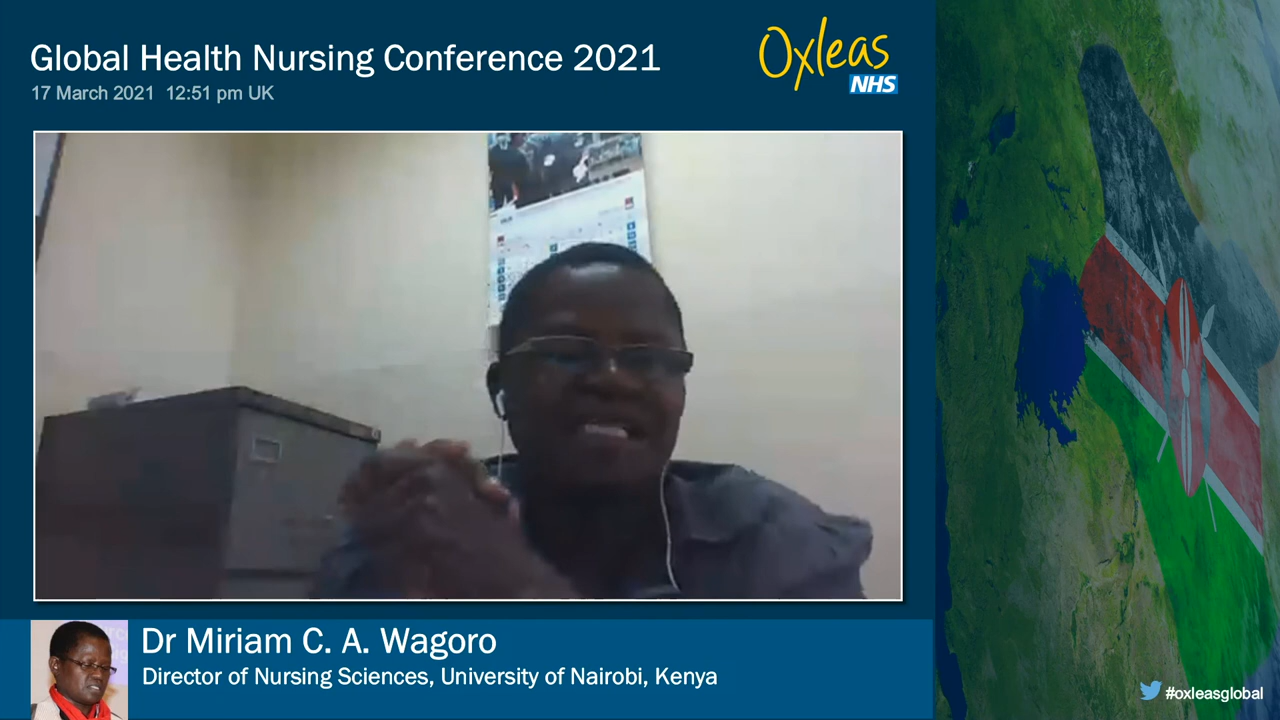 Global Health Nursing Conference 2021
17 March 2021 12:51 pm UK
Oxleas
NHS
Dr Miriam C. A. Wagoro
Director of Nursing Sciences, University of Nairobi, Kenya
#oxleasglobal